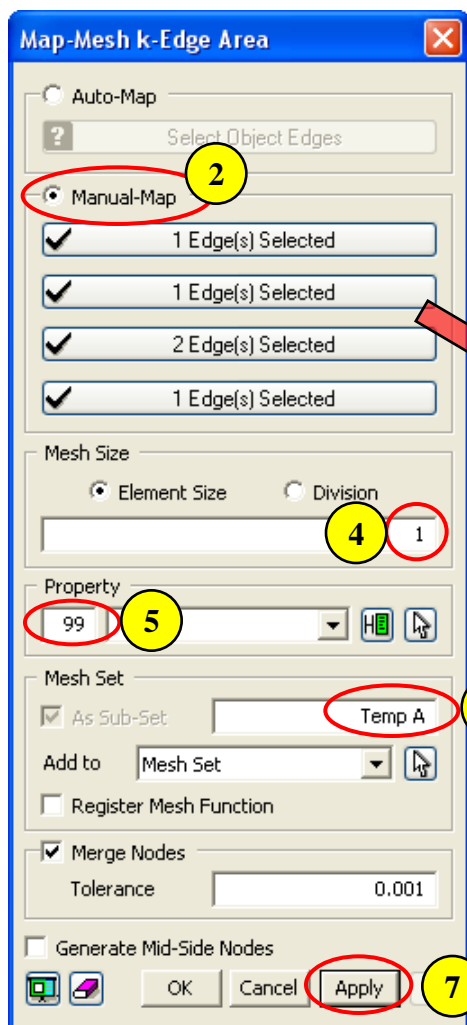 Map-Mesh k-Edge Area
Auto-Map
? Select Object Edges
2
Manual-Map
1 Edge(s) Selected
1 Edge(s) Selected
2 Edge(s) Selected
1 Edge(s) Selected
Mesh Size
Element Size Division
4 1
Property
99 5
Mesh Set
As Sub-Set Temp A
Add to Mesh Set
Register Mesh Function
Merge Nodes
Tolerance 0.001
Generate Mid-Side Nodes
OK Cancel Apply 7